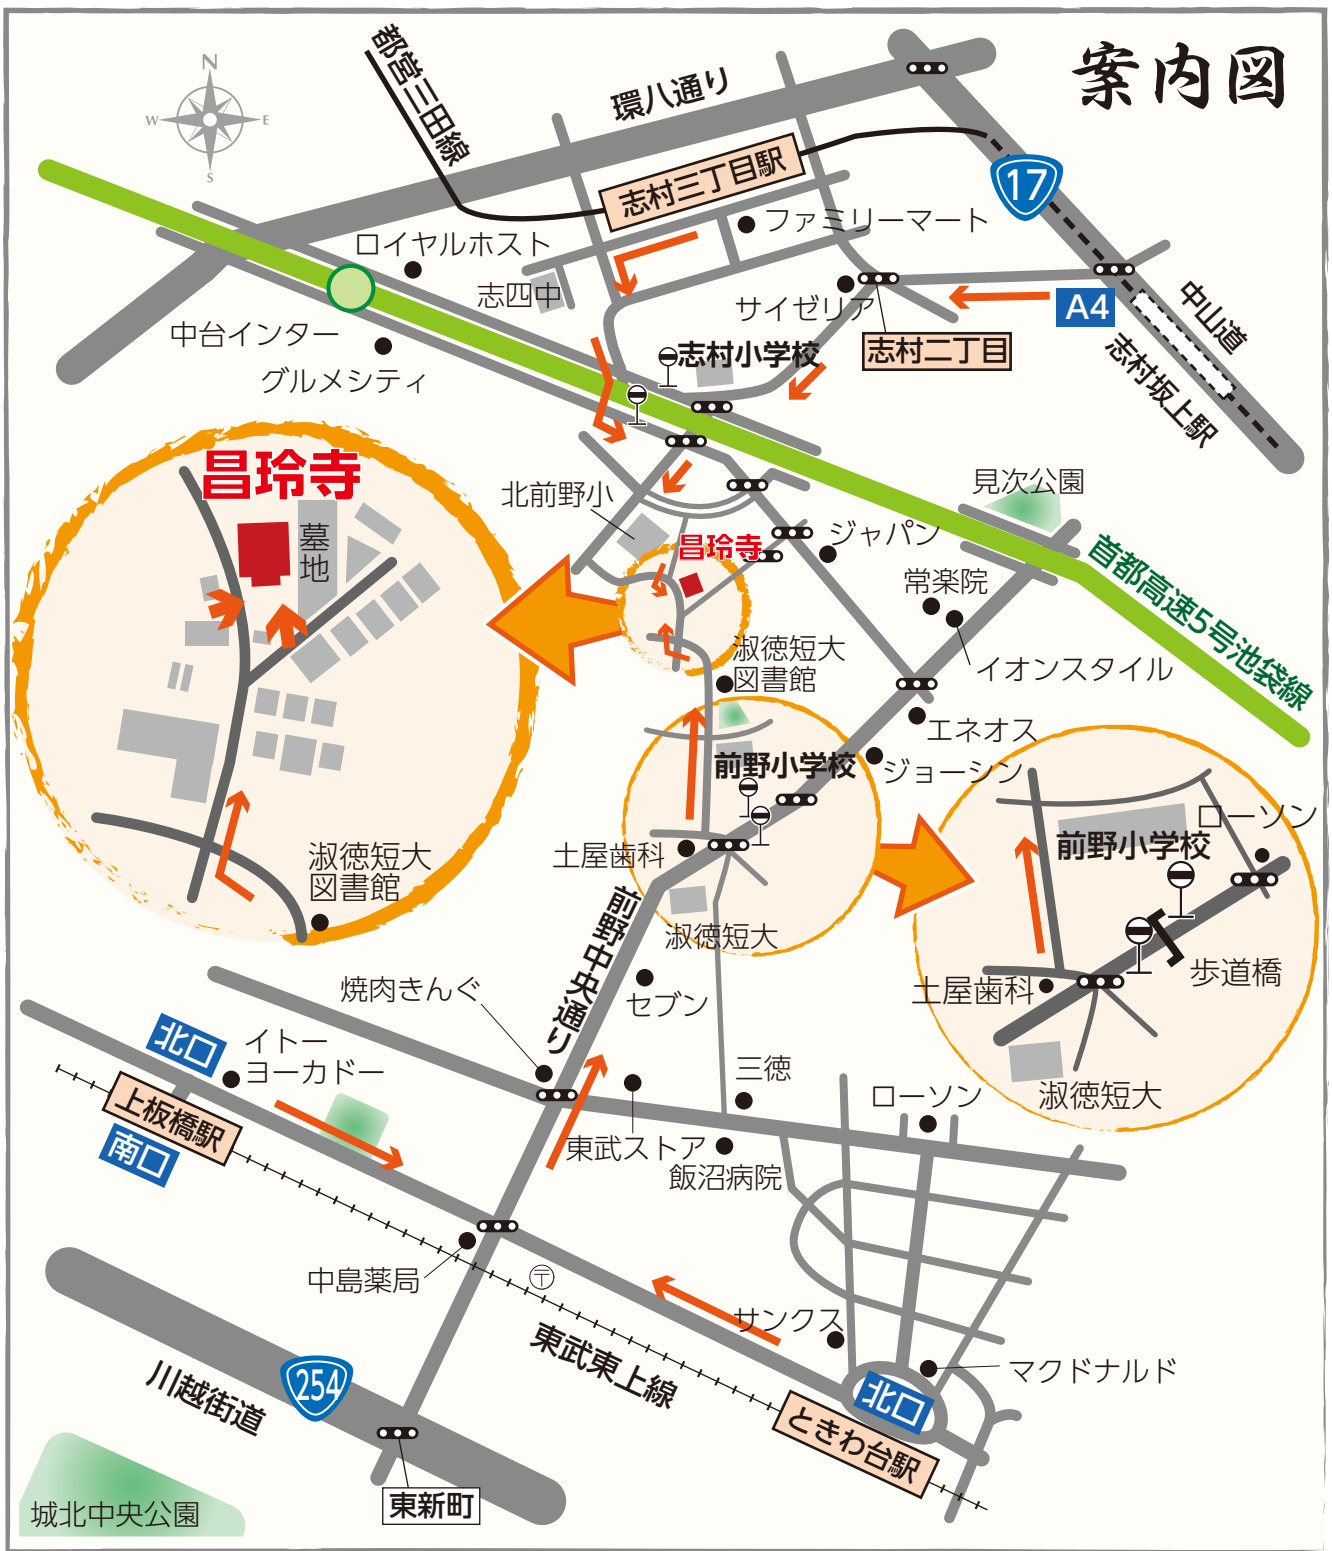 案内図
N
W
E
S
都営三田線
環八通り
志村三丁目駅
17
ファミリーマート
ロイヤルホスト
志四中
サイゼリア
A4
中山道
中台インター
グルメシティ
志村小学校
志村二丁目
志村坂上駅
昌玲寺
墓地
北前野小
見次公園
ジャパン
昌玲寺
首都高速5号池袋線
常楽院
イオンスタイル
淑徳短大
図書館
エネオス
前野小学校
ジョーシン
ローソン
前野小学校
土屋歯科
淑徳短大
図書館
前野中央通り
淑徳短大
土屋歯科
歩道橋
焼肉きんぐ
セブン
北口
イトー
ヨーカドー
三徳
ローソン
淑徳短大
上板橋駅
南口
東武ストア
飯沼病院
中島薬局
〒
サンクス
東武東上線
マクドナルド
川越街道
254
北口
ときわ台駅
東新町
城北中央公園